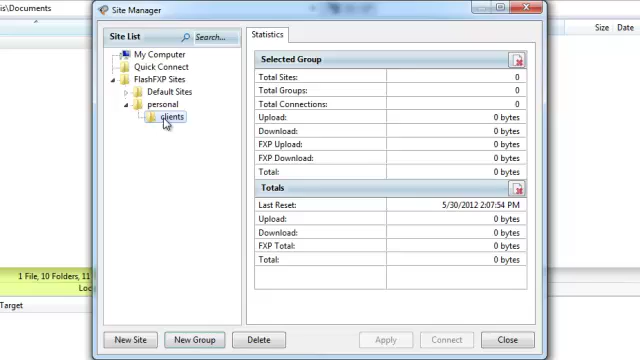 is\Documents
Site Manager
Size Date
Site List
Search...
Statistics
My Computer
Quick Connect
FlashFXP Sites
Default Sites
personal
clients
Selected Group
Total Sites: 0
Total Groups: 0
Total Connections: 0
Upload: 0 bytes
Download: 0 bytes
FXP Upload: 0 bytes
FXP Download: 0 bytes
Total: 0 bytes
Totals
Last Reset: 5/30/2012 2:07:54 PM
Upload: 0 bytes
Download: 0 bytes
FXP Total: 0 bytes
Total: 0 bytes
1 File, 10 Folders, 11
Loc
Target
New Site
New Group
Delete
Apply
Connect
Close